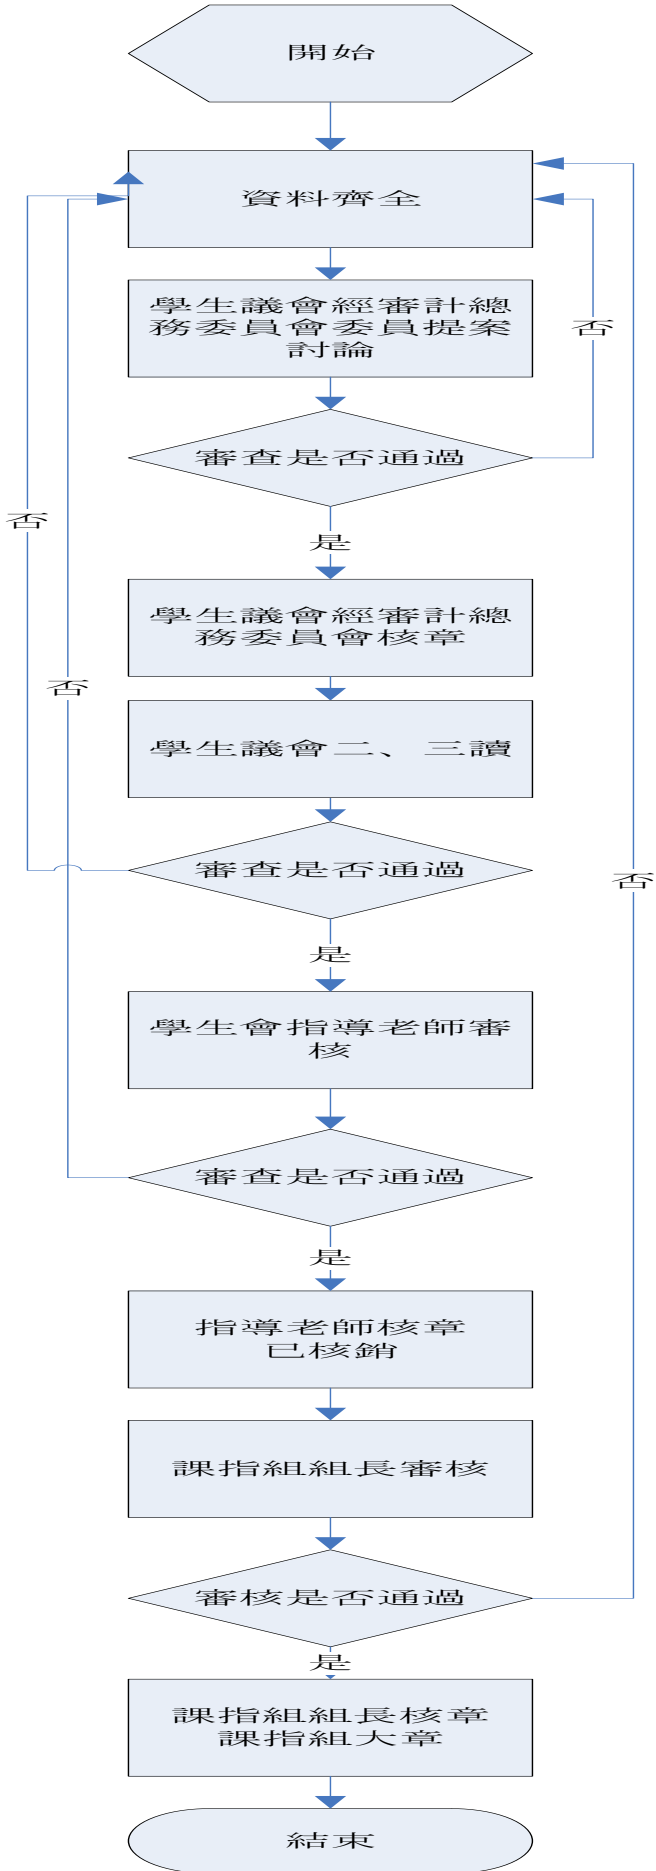 開始
資料齊全
學生議會經審計總
務委員會委員提案
討論
否
審查是否通過
否
是
學生議會經審計總
務委員會核章
否
學生議會二、三讀
審查是否通過
否
是
學生會指導老師審
核
審查是否通過
是
指導老師核章
已核銷
課指組組長審核
審核是否通過
是
課指組組長核章
課指組大章
結束